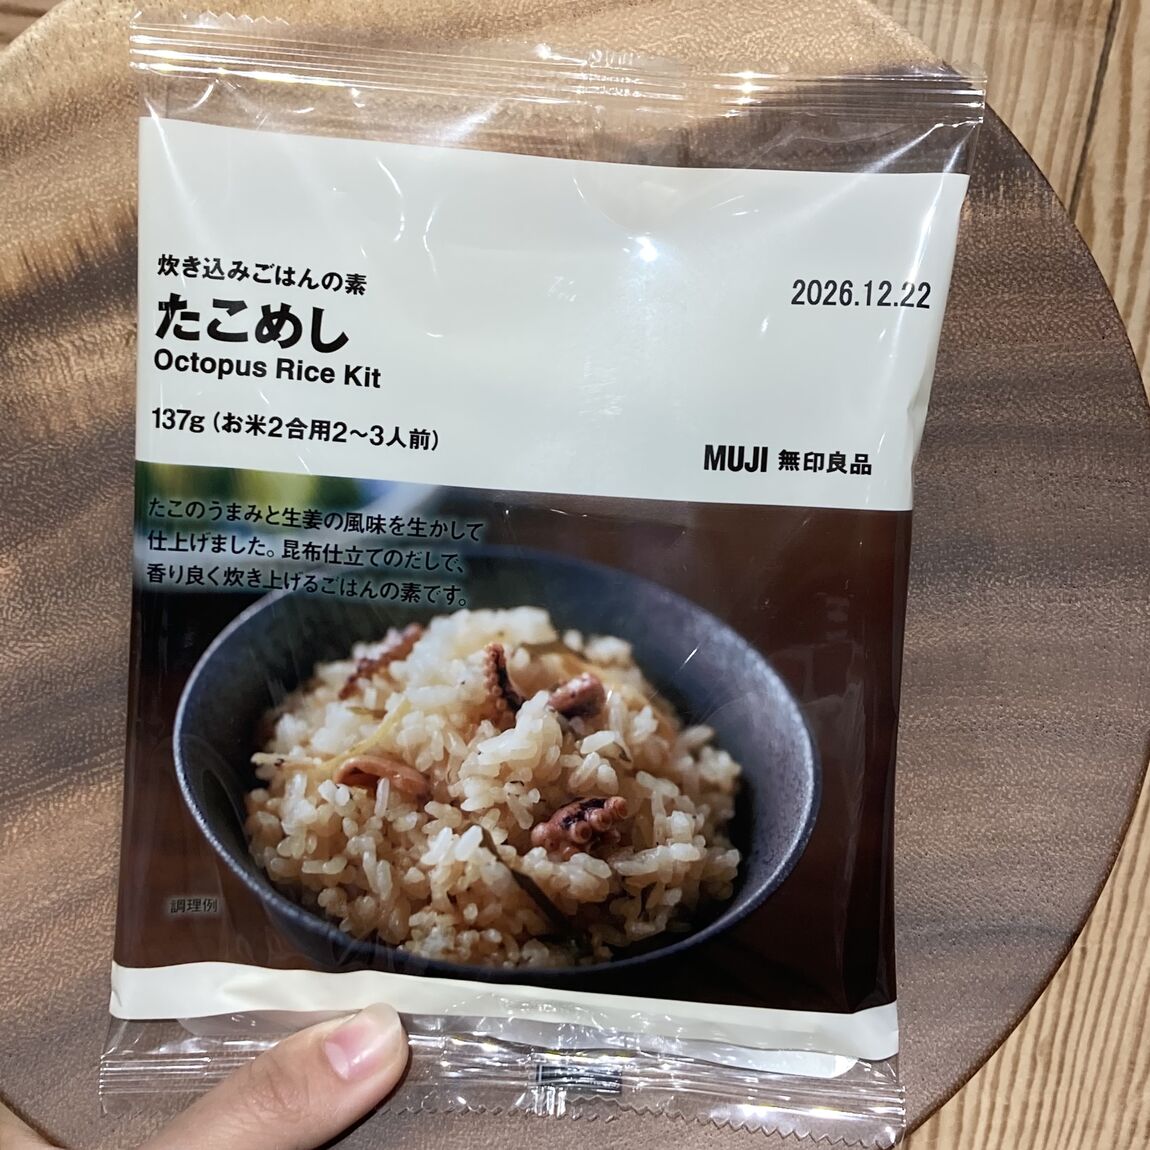 炊き込みごはんの素
たこめし
Octopus Rice Kit
137g（お米2合用2〜3人前）
2026.12.22
MUJI 無印良品
たこのうまみと生姜の風味を生かして
仕上げました。昆布仕立てのだしで、
香り良く炊き上げるごはんの素です。
調理例